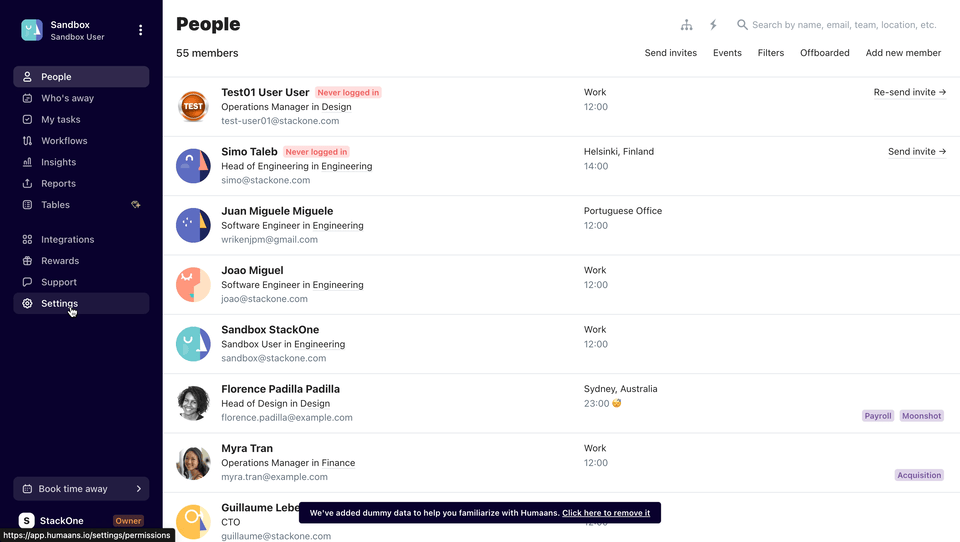 Sandbox
Sandbox User
People
Who's away
My tasks
Workflows
Insights
Reports
Tables
Integrations
Rewards
Support
Settings
Book time away
S StackOne Owner
https://app.humaans.io/settings/permissions
People
Search by name, email, team, location, etc.
55 members
Send invites Events Filters Offboarded Add new member
TEST
Test01 User User Never logged in
Operations Manager in Design
test-user01@stackone.com
Work
12:00
Re-send invite →
Simo Taleb Never logged in
Head of Engineering in Engineering
simo@stackone.com
Helsinki, Finland
14:00
Send invite →
Juan Miguele Miguele
Software Engineer in Engineering
wrikenjpm@gmail.com
Portuguese Office
12:00
Joao Miguel
Software Engineer in Engineering
joao@stackone.com
Work
12:00
Sandbox StackOne
Sandbox User in Engineering
sandbox@stackone.com
Work
12:00
Florence Padilla Padilla
Head of Design in Design
florence.padilla@example.com
Sydney, Australia
23:00 😴
Payroll Moonshot
Myra Tran
Operations Manager in Finance
myra.tran@example.com
Work
12:00
Acquisition
Guillaume Lebe
CTO
guillaume@stackone.com
12:00
We've added dummy data to help you familiarize with Humaans. Click here to remove it